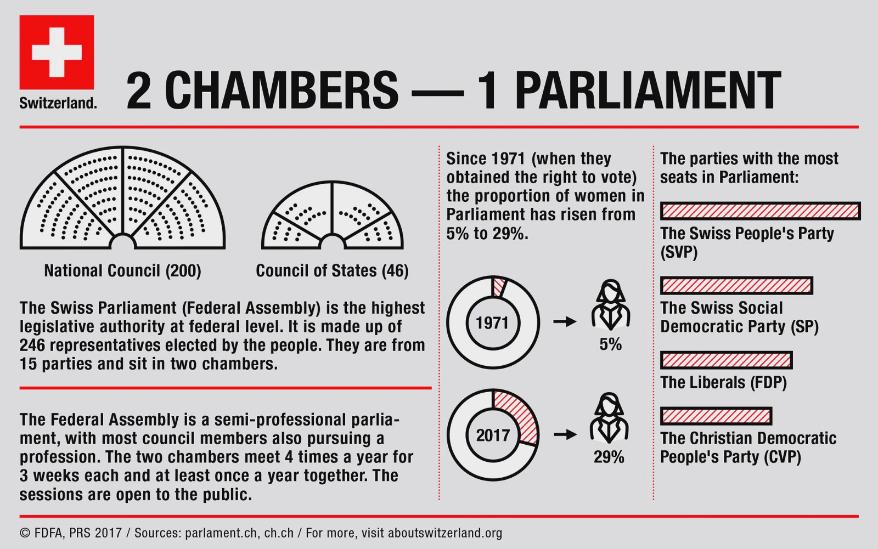 Switzerland.
2 CHAMBERS — 1 PARLIAMENT
National Council (200)
Council of States (46)
The Swiss Parliament (Federal Assembly) is the highest
legislative authority at federal level. It is made up of
246 representatives elected by the people. They are from
15 parties and sit in two chambers.
The Federal Assembly is a semi-professional parlia-
ment, with most council members also pursuing a
profession. The two chambers meet 4 times a year for
3 weeks each and at least once a year together. The
sessions are open to the public.
Since 1971 (when they
obtained the right to vote)
the proportion of women in
Parliament has risen from
5% to 29%.
1971
5%
2017
29%
The parties with the most
seats in Parliament:
The Swiss People's Party
(SVP)
The Swiss Social
Democratic Party (SP)
The Liberals (FDP)
The Christian Democratic
People's Party (CVP)
© FDFA, PRS 2017 / Sources: parlament.ch, ch.ch / For more, visit aboutswitzerland.org